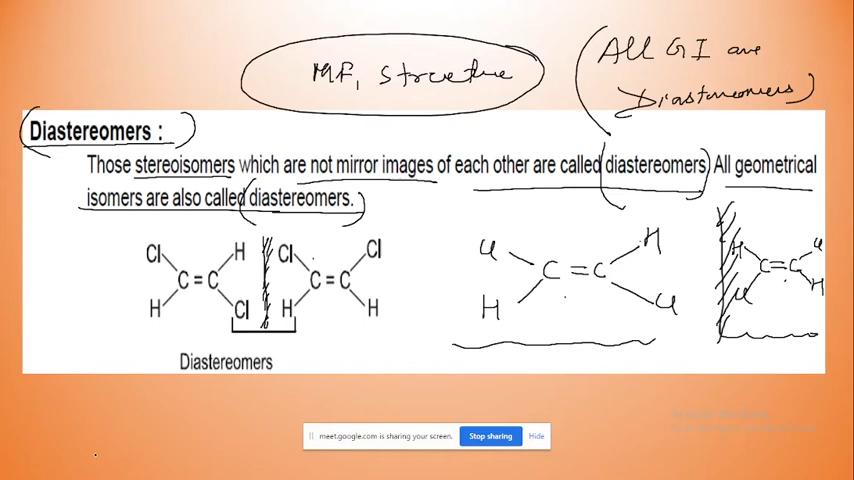 MF, Structure
All GI are
Diastereomers
Diastereomers :
Those stereoisomers which are not mirror images of each other are called diastereomers. All geometrical
isomers are also called diastereomers.
Cl H Cl Cl
C = C C = C
H Cl H H
Diastereomers
Cl H
C = C
H Cl
H Cl
C = C
Cl H
meet.google.com is sharing your screen. Stop sharing Hide